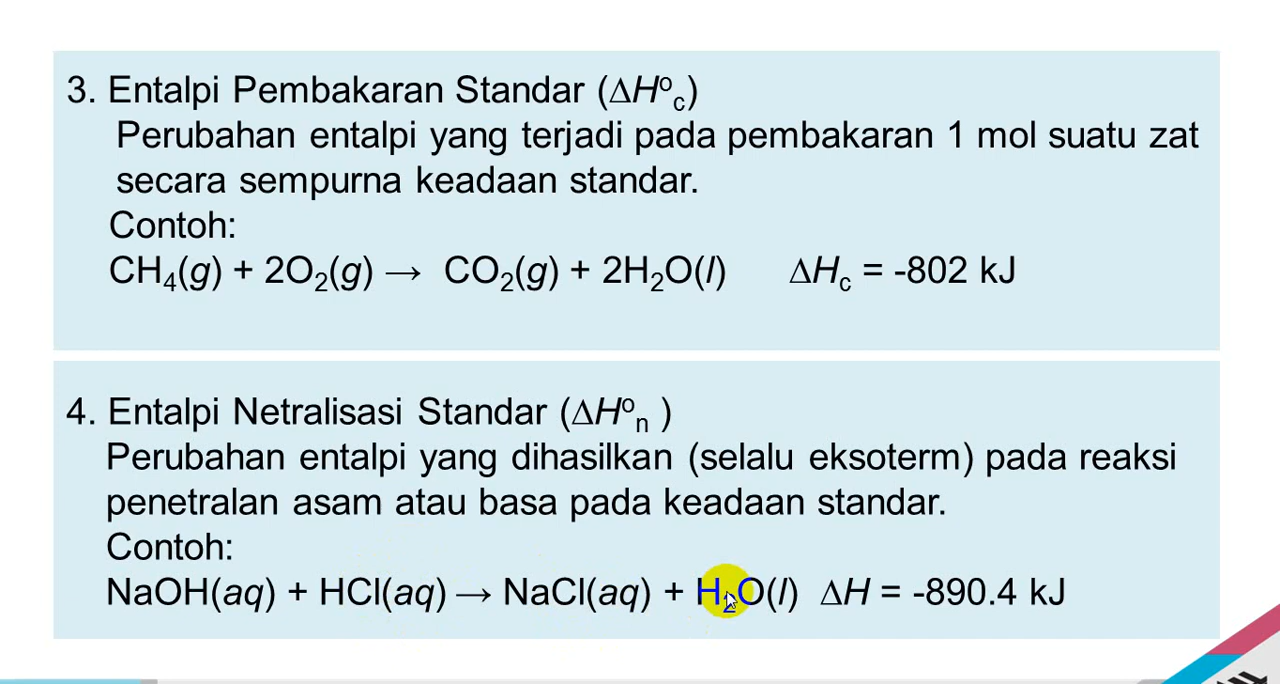 3. Entalpi Pembakaran Standar (ΔHº꜀)
Perubahan entalpi yang terjadi pada pembakaran 1 mol suatu zat
secara sempurna keadaan standar.
Contoh:
CH₄(g) + 2O₂(g) → CO₂(g) + 2H₂O(l) ΔH꜀ = -802 kJ
4. Entalpi Netralisasi Standar (ΔHºₙ )
Perubahan entalpi yang dihasilkan (selalu eksoterm) pada reaksi
penetralan asam atau basa pada keadaan standar.
Contoh:
NaOH(aq) + HCl(aq) → NaCl(aq) + H₂O(l) ΔH = -890.4 kJ